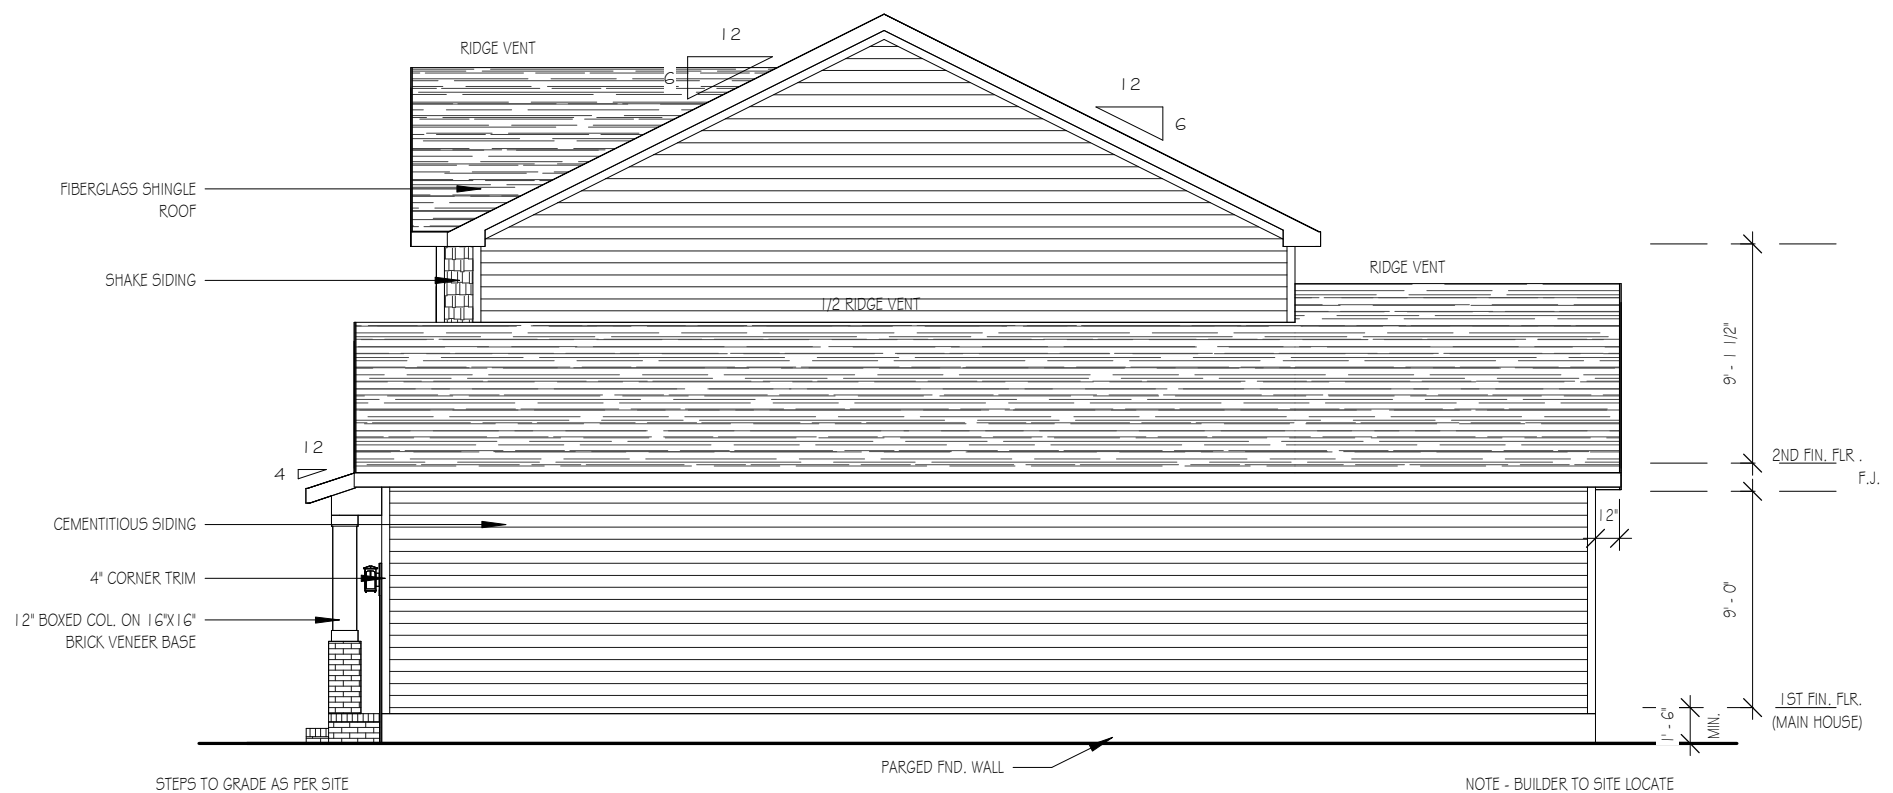 RIDGE VENT
12
6
12
6
FIBERGLASS SHINGLE
ROOF
SHAKE SIDING
RIDGE VENT
1/2 RIDGE VENT
9' - 1 1/2"
12
4
2ND FIN. FLR .
F.J.
CEMENTITIOUS SIDING
12"
4" CORNER TRIM
9' - 0"
12" BOXED COL. ON 16"X16"
BRICK VENEER BASE
1ST FIN. FLR.
(MAIN HOUSE)
1' - 6"
MIN.
PARGED FND. WALL
STEPS TO GRADE AS PER SITE
NOTE - BUILDER TO SITE LOCATE